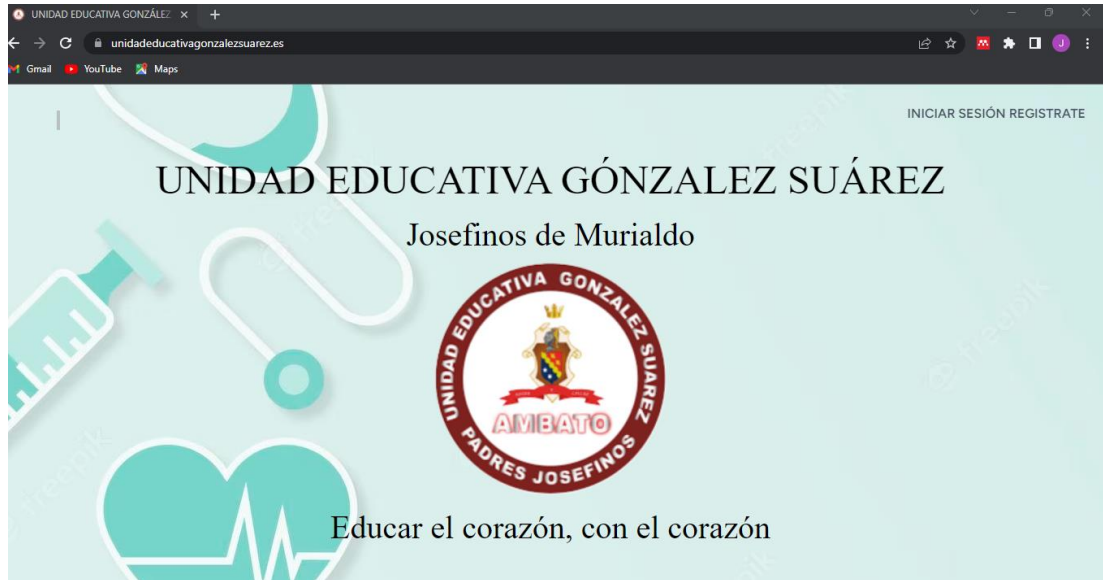 UNIDAD EDUCATIVA GONZÁLEZ
unidadeducativagonzalezsuarez.es
J
Gmail YouTube Maps
INICIAR SESIÓN REGISTRATE
UNIDAD EDUCATIVA GÓNZALEZ SUÁREZ
Josefinos de Murialdo
UNIDAD EDUCATIVA GONZALEZ SUAREZ
AMBATO
PADRES JOSEFINOS
Educar el corazón, con el corazón
freepik